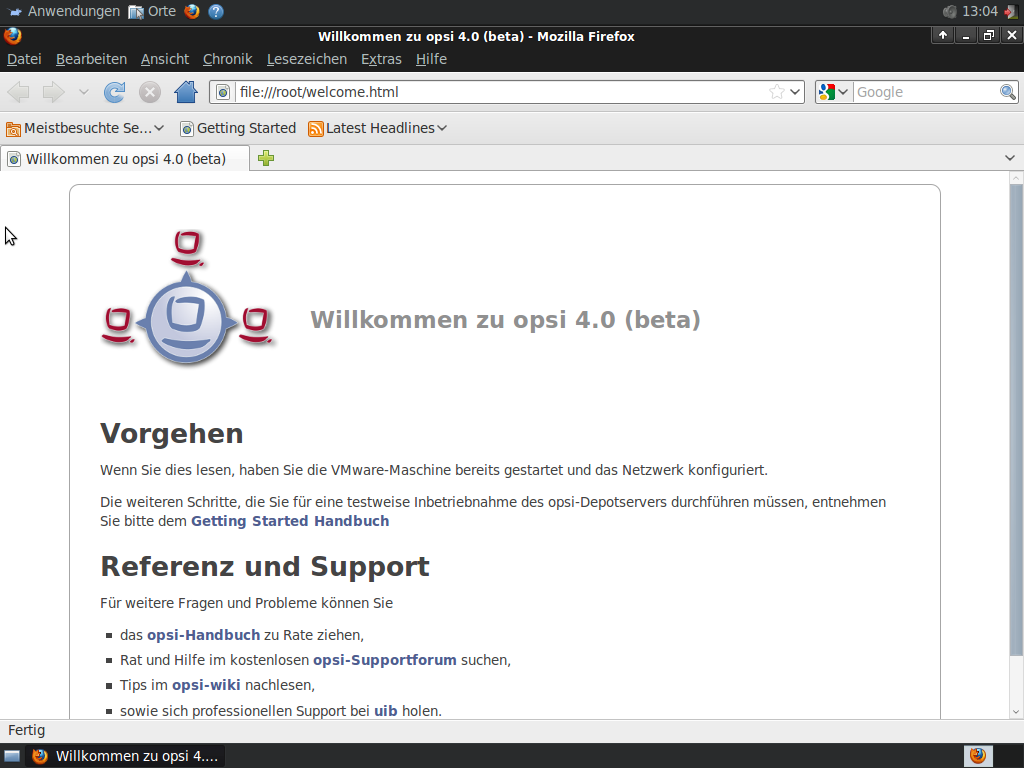 Anwendungen Orte 13:04
Willkommen zu opsi 4.0 (beta) - Mozilla Firefox
Datei Bearbeiten Ansicht Chronik Lesezeichen Extras Hilfe
file:///root/welcome.html Google
Meistbesuchte Se... Getting Started Latest Headlines
Willkommen zu opsi 4.0 (beta)
Willkommen zu opsi 4.0 (beta)
Vorgehen
Wenn Sie dies lesen, haben Sie die VMware-Maschine bereits gestartet und das Netzwerk konfiguriert.
Die weiteren Schritte, die Sie für eine testweise Inbetriebnahme des opsi-Depotservers durchführen müssen, entnehmen
Sie bitte dem Getting Started Handbuch
Referenz und Support
Für weitere Fragen und Probleme können Sie
das opsi-Handbuch zu Rate ziehen,
Rat und Hilfe im kostenlosen opsi-Supportforum suchen,
Tips im opsi-wiki nachlesen,
sowie sich professionellen Support bei uib holen.
Fertig
Willkommen zu opsi 4....